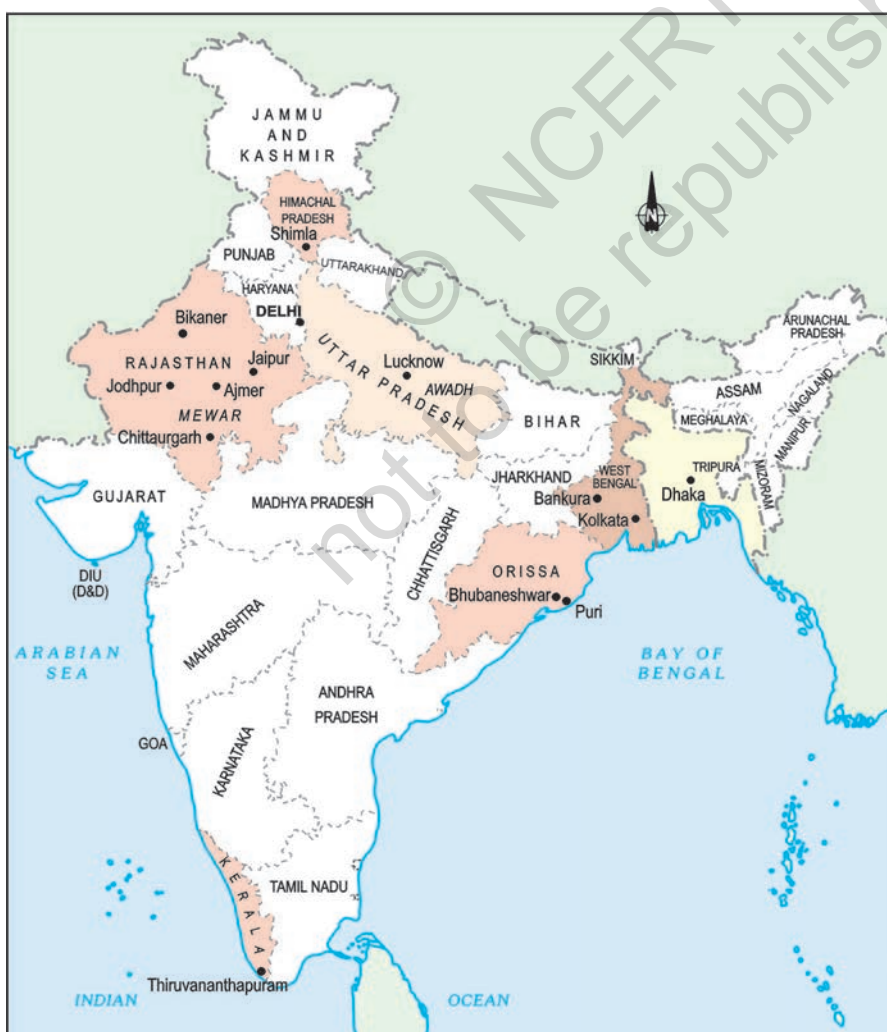 © NCERT
not to be republish
JAMMU
AND
KASHMIR
HIMACHAL
PRADESH
Shimla
PUNJAB
UTTARAKHAND
HARYANA
DELHI
N
ARUNACHAL
PRADESH
Bikaner
RAJASTHAN
Jaipur
Jodhpur
Ajmer
MEWAR
Chittaurgarh
UTTAR PRADESH
Lucknow
AWADH
SIKKIM
ASSAM
NAGALAND
MEGHALAYA
MANIPUR
BIHAR
TRIPURA
MIZORAM
Dhaka
JHARKHAND
WEST
BENGAL
Bankura
Kolkata
GUJARAT
MADHYA PRADESH
CHHATTISGARH
DIU
(D&D)
ORISSA
Bhubaneshwar
Puri
MAHARASHTRA
ARABIAN
SEA
BAY OF
BENGAL
ANDHRA
PRADESH
GOA
KARNATAKA
KERALA
TAMIL NADU
Thiruvananthapuram
INDIAN
OCEAN